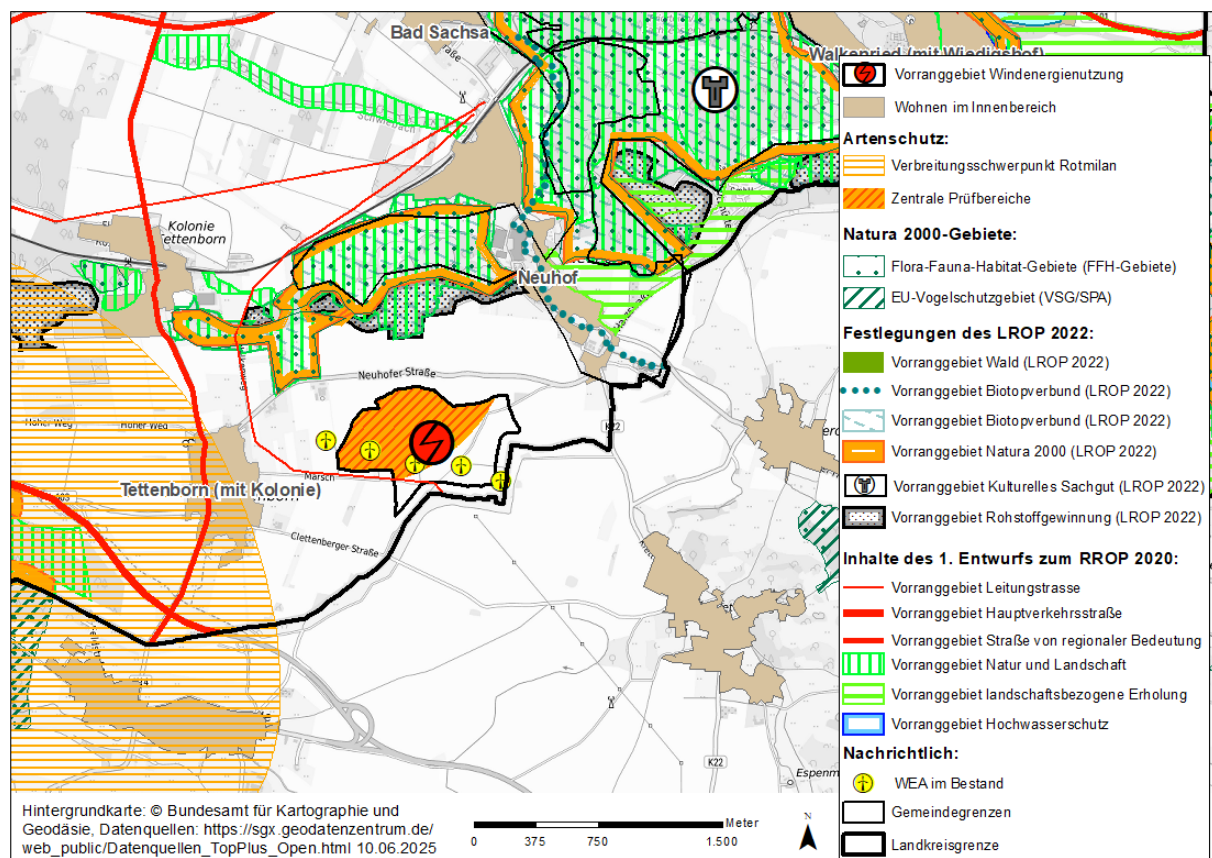 Bad Sachsa
Walkenried (mit Wiedigshof)
Kolonie
Tettenborn
Neuhof
Neuhofer Straße
Hoher Weg
Hoher Weg
K22
Marsch
Tettenborn (mit Kolonie)
Clettenberger Straße
K22
Vorranggebiet Windenergienutzung
Wohnen im Innenbereich
Artenschutz:
Verbreitungsschwerpunkt Rotmilan
Zentrale Prüfbereiche
Natura 2000-Gebiete:
Flora-Fauna-Habitat-Gebiete (FFH-Gebiete)
EU-Vogelschutzgebiet (VSG/SPA)
Festlegungen des LROP 2022:
Vorranggebiet Wald (LROP 2022)
Vorranggebiet Biotopverbund (LROP 2022)
Vorranggebiet Biotopverbund (LROP 2022)
Vorranggebiet Natura 2000 (LROP 2022)
Vorranggebiet Kulturelles Sachgut (LROP 2022)
Vorranggebiet Rohstoffgewinnung (LROP 2022)
Inhalte des 1. Entwurfs zum RROP 2020:
Vorranggebiet Leitungstrasse
Vorranggebiet Hauptverkehrsstraße
Vorranggebiet Straße von regionaler Bedeutung
Vorranggebiet Natur und Landschaft
Vorranggebiet landschaftsbezogene Erholung
Vorranggebiet Hochwasserschutz
Nachrichtlich:
WEA im Bestand
Gemeindegrenzen
Landkreisgrenze
Espenm
Hintergrundkarte: © Bundesamt für Kartographie und
Geodäsie, Datenquellen: https://sgx.geodatenzentrum.de/
web_public/Datenquellen_TopPlus_Open.html 10.06.2025
Meter
0 375 750 1.500
N